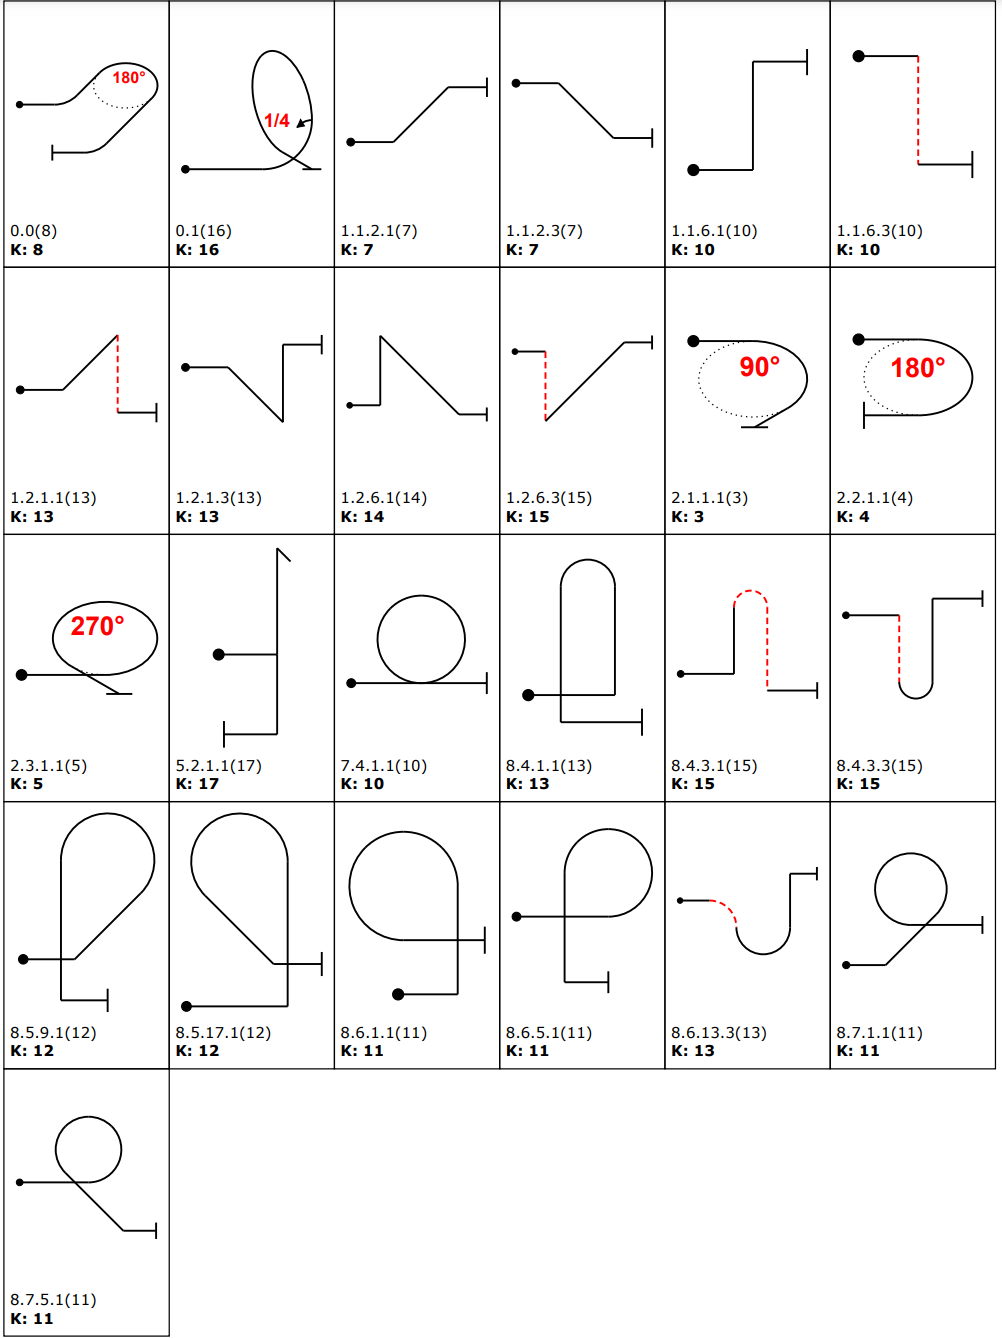 180°
0.0(8)
K: 8
1/4
0.1(16)
K: 16
1.1.2.1(7)
K: 7
1.1.2.3(7)
K: 7
1.1.6.1(10)
K: 10
1.1.6.3(10)
K: 10
1.2.1.1(13)
K: 13
1.2.1.3(13)
K: 13
1.2.6.1(14)
K: 14
1.2.6.3(15)
K: 15
90°
2.1.1.1(3)
K: 3
180°
2.2.1.1(4)
K: 4
270°
2.3.1.1(5)
K: 5
5.2.1.1(17)
K: 17
7.4.1.1(10)
K: 10
8.4.1.1(13)
K: 13
8.4.3.1(15)
K: 15
8.4.3.3(15)
K: 15
8.5.9.1(12)
K: 12
8.5.17.1(12)
K: 12
8.6.1.1(11)
K: 11
8.6.5.1(11)
K: 11
8.6.13.3(13)
K: 13
8.7.1.1(11)
K: 11
8.7.5.1(11)
K: 11